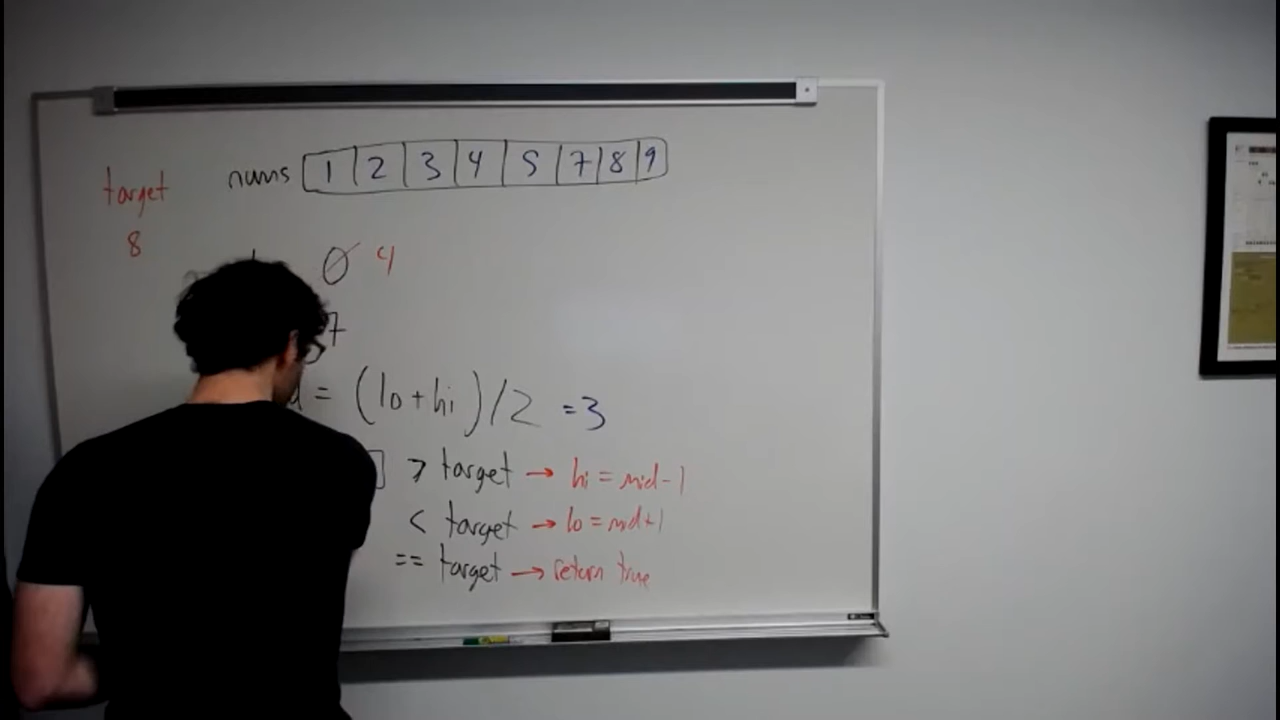 target nums 1 2 3 4 5 7 8 9
8
0 4
7
= (lo+hi)/2 =3
] > target → hi = mid-1
< target → lo = mid+1
== target → return true